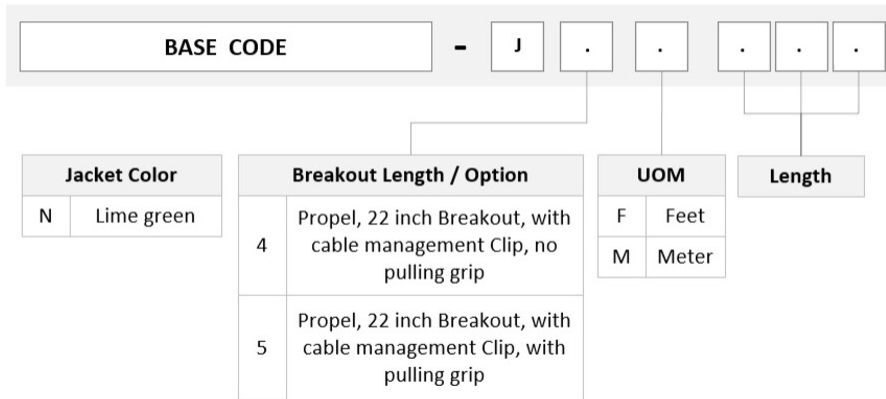 BASE CODE - J . . . . .
Jacket Color
N Lime green
Breakout Length / Option
4 Propel, 22 inch Breakout, with
cable management Clip, no
pulling grip
5 Propel, 22 inch Breakout, with
cable management Clip, with
pulling grip
UOM
F Feet
M Meter
Length